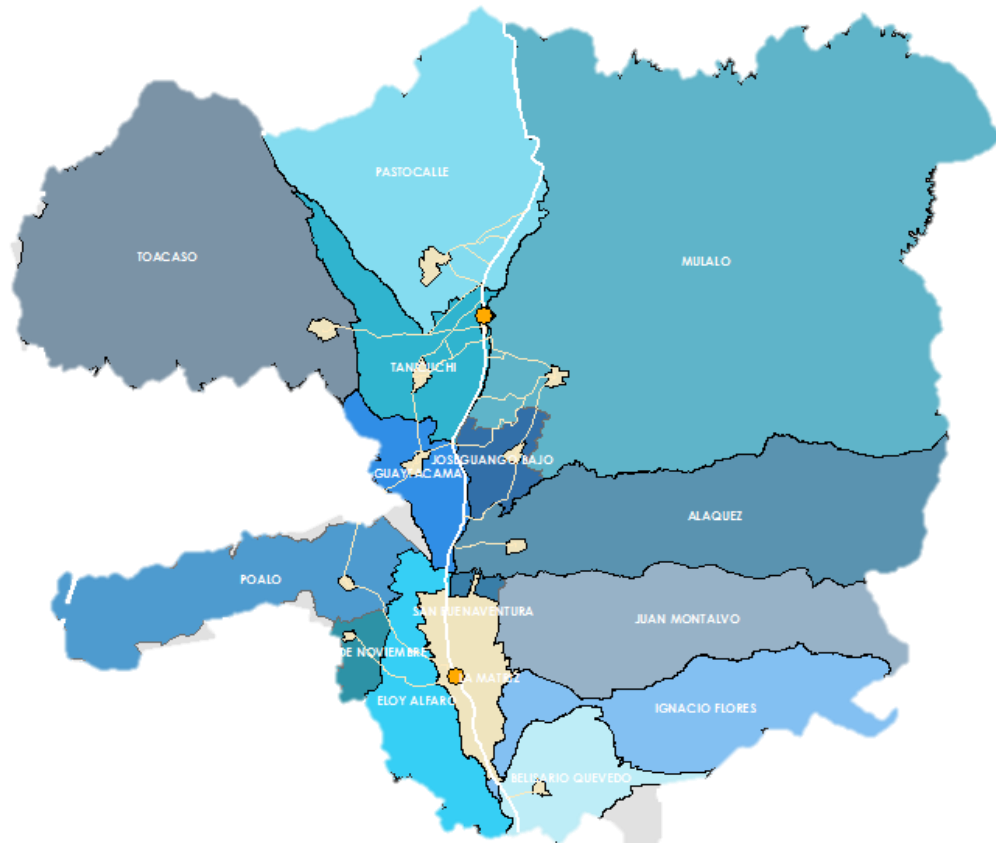 PASTOCALLE
TOACASO
MULALO
TANICUCHI
JOSEGUANGO BAJO
GUAYTACAMA
ALAQUEZ
POALO
SAN BUENAVENTURA
JUAN MONTALVO
DE NOVIEMBRE
LA MATRIZ
ELOY ALFARO
IGNACIO FLORES
BELISARIO QUEVEDO